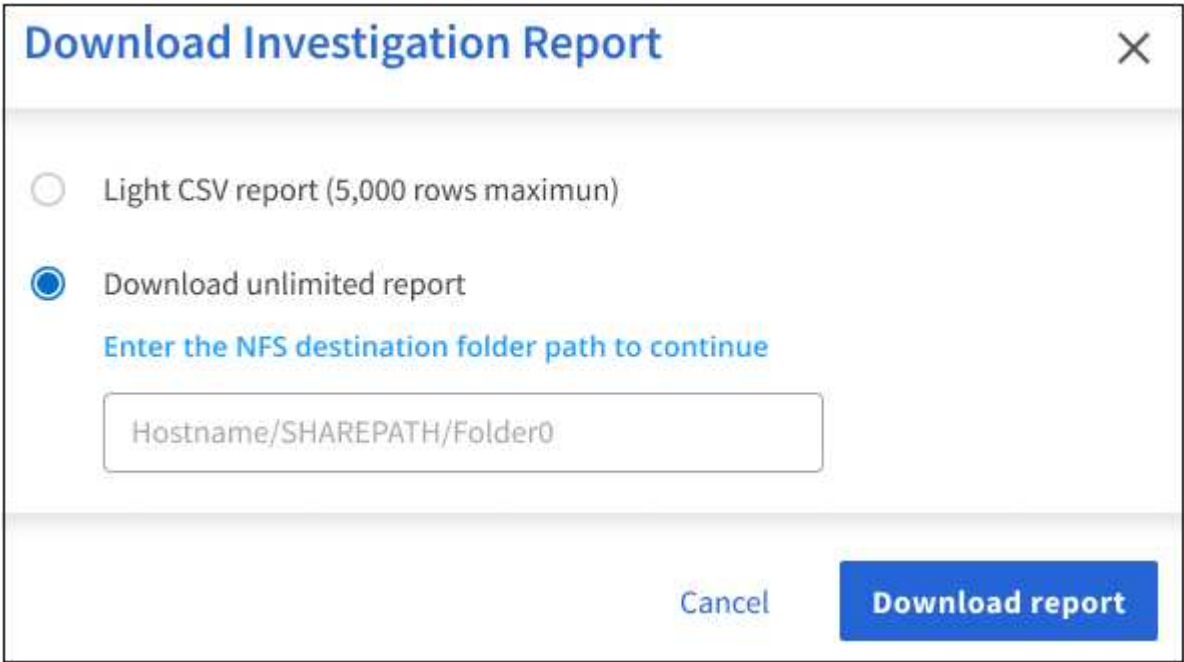 Download Investigation Report
Light CSV report (5,000 rows maximun)
Download unlimited report
Enter the NFS destination folder path to continue
Hostname/SHAREPATH/Folder0
Cancel
Download report